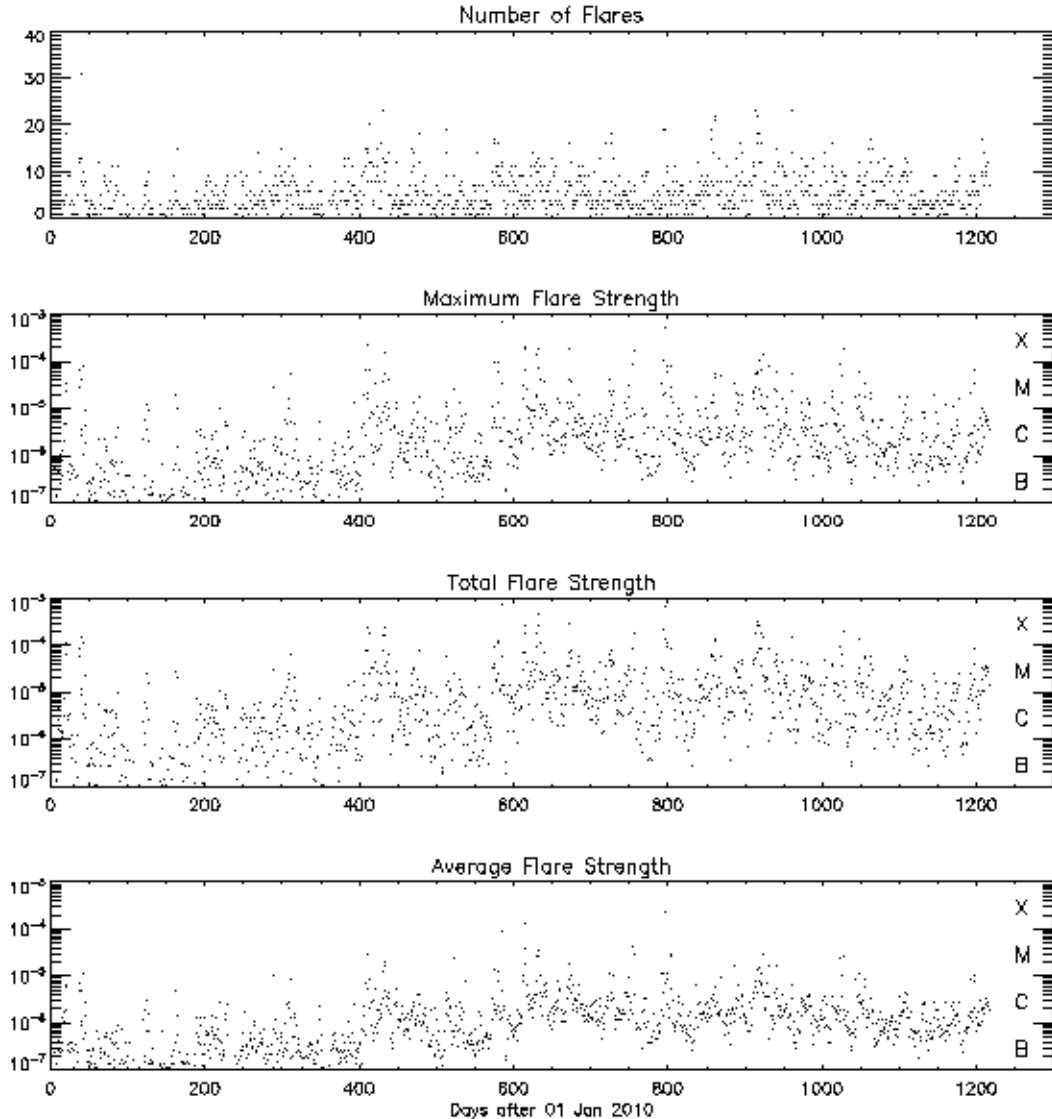 Number of Flares
40
30
20
10
0
0 200 400 600 800 1000 1200
Maximum Flare Strength
10⁻³
10⁻⁴
10⁻⁵
10⁻⁶
10⁻⁷
X
M
C
B
0 200 400 600 800 1000 1200
Total Flare Strength
10⁻³
10⁻⁴
10⁻⁵
10⁻⁶
10⁻⁷
X
M
C
B
0 200 400 600 800 1000 1200
Average Flare Strength
10⁻³
10⁻⁴
10⁻⁵
10⁻⁶
10⁻⁷
X
M
C
B
0 200 400 600 800 1000 1200
Days after 01 Jan 2010